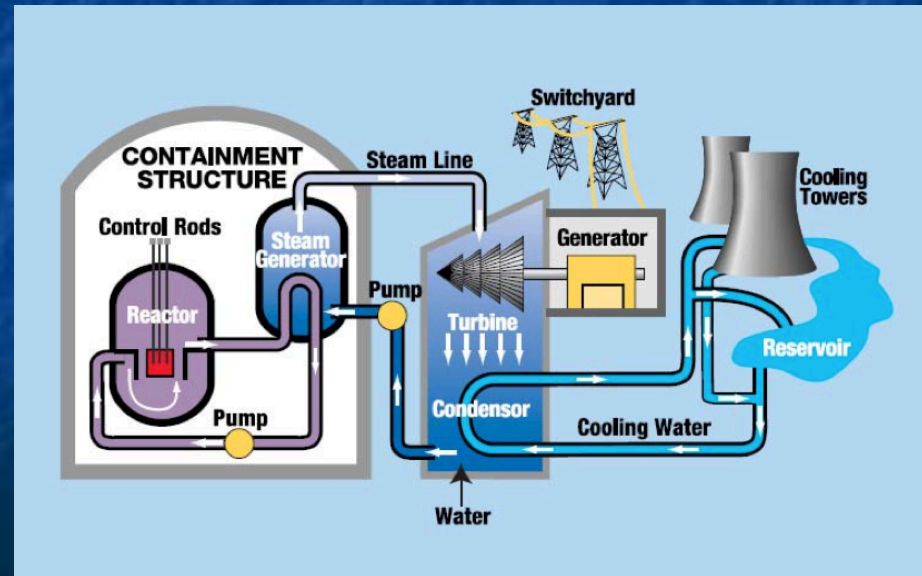 Switchyard
CONTAINMENT
STRUCTURE
Steam Line
Cooling
Towers
Control Rods
Steam
Generator
Generator
Pump
Reactor
Turbine
Reservoir
Condensor
Pump
Cooling Water
Water